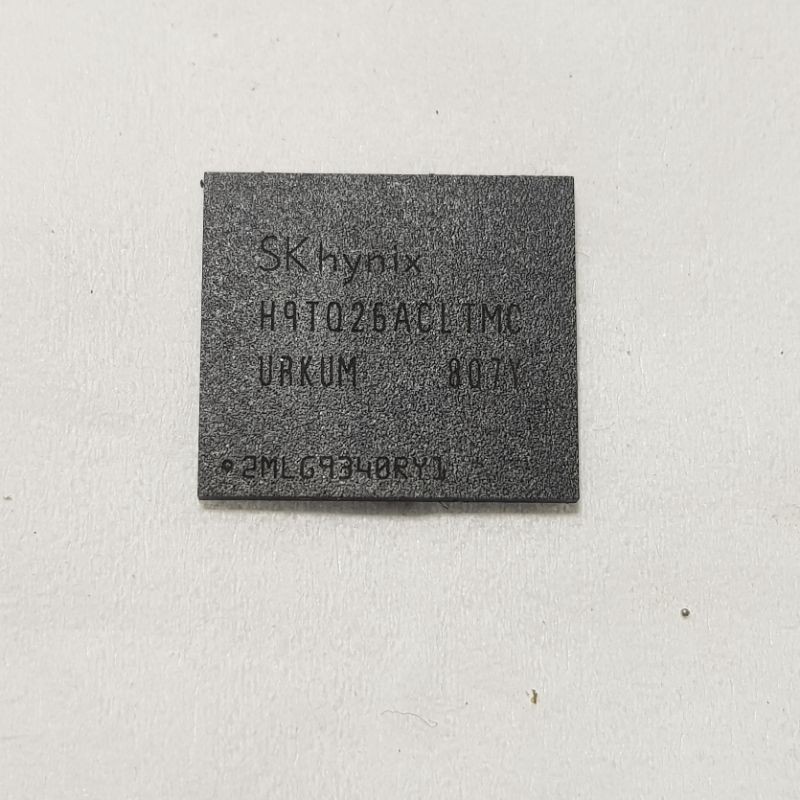 SK hynix
H9TQ26ACLTMC
URKUM 807Y
2MLG9340RY1